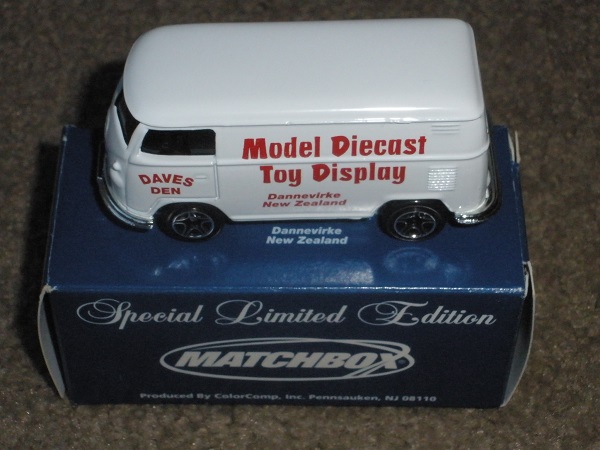 Model Diecast
Toy Display
DAVES
DEN
Dannevirke
New Zealand
Dannevirke
New Zealand
Special Limited Edition
MATCHBOX
Produced By ColorComp, Inc. Pennsauken, NJ 08110